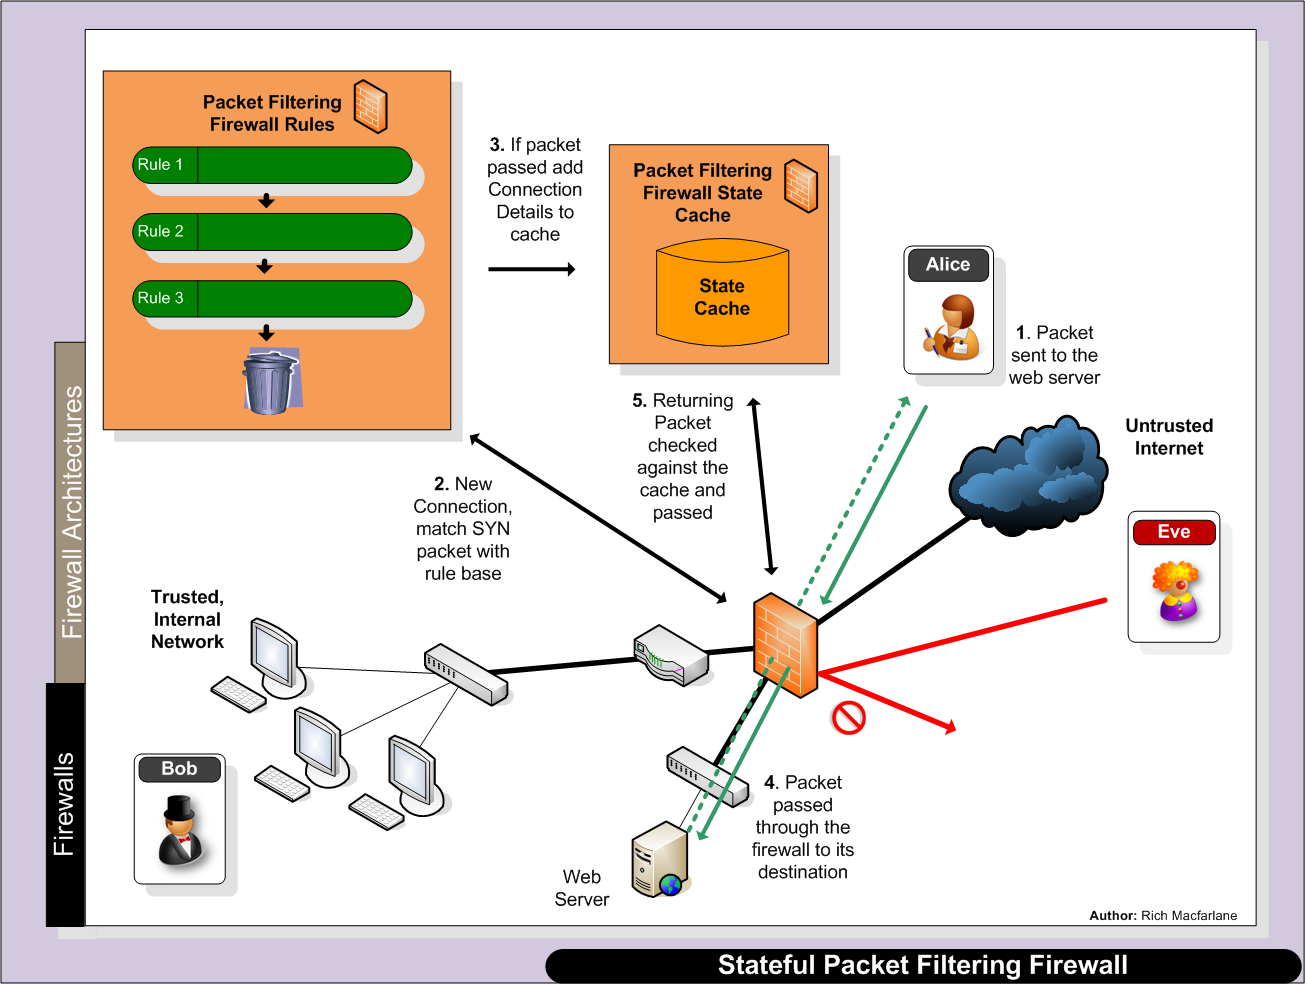 Packet Filtering
Firewall Rules
Rule 1
Rule 2
Rule 3
3. If packet
passed add
Connection
Details to
cache
Packet Filtering
Firewall State
Cache
State
Cache
Alice
1. Packet
sent to the
web server
Untrusted
Internet
Eve
5. Returning
Packet
checked
against the
cache and
passed
2. New
Connection,
match SYN
packet with
rule base
Trusted,
Internal
Network
Bob
4. Packet
passed
through the
firewall to its
destination
Web
Server
Firewall Architectures
Firewalls
Author: Rich Macfarlane
Stateful Packet Filtering Firewall